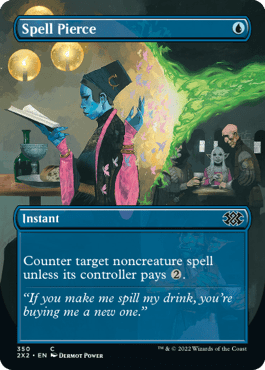 Spell Pierce
Instant
Counter target noncreature spell
unless its controller pays 2.
“If you make me spill my drink, you’re
buying me a new one.”
350 C
2X2 • EN DERMOT POWER
™ & © 2022 Wizards of the Coast